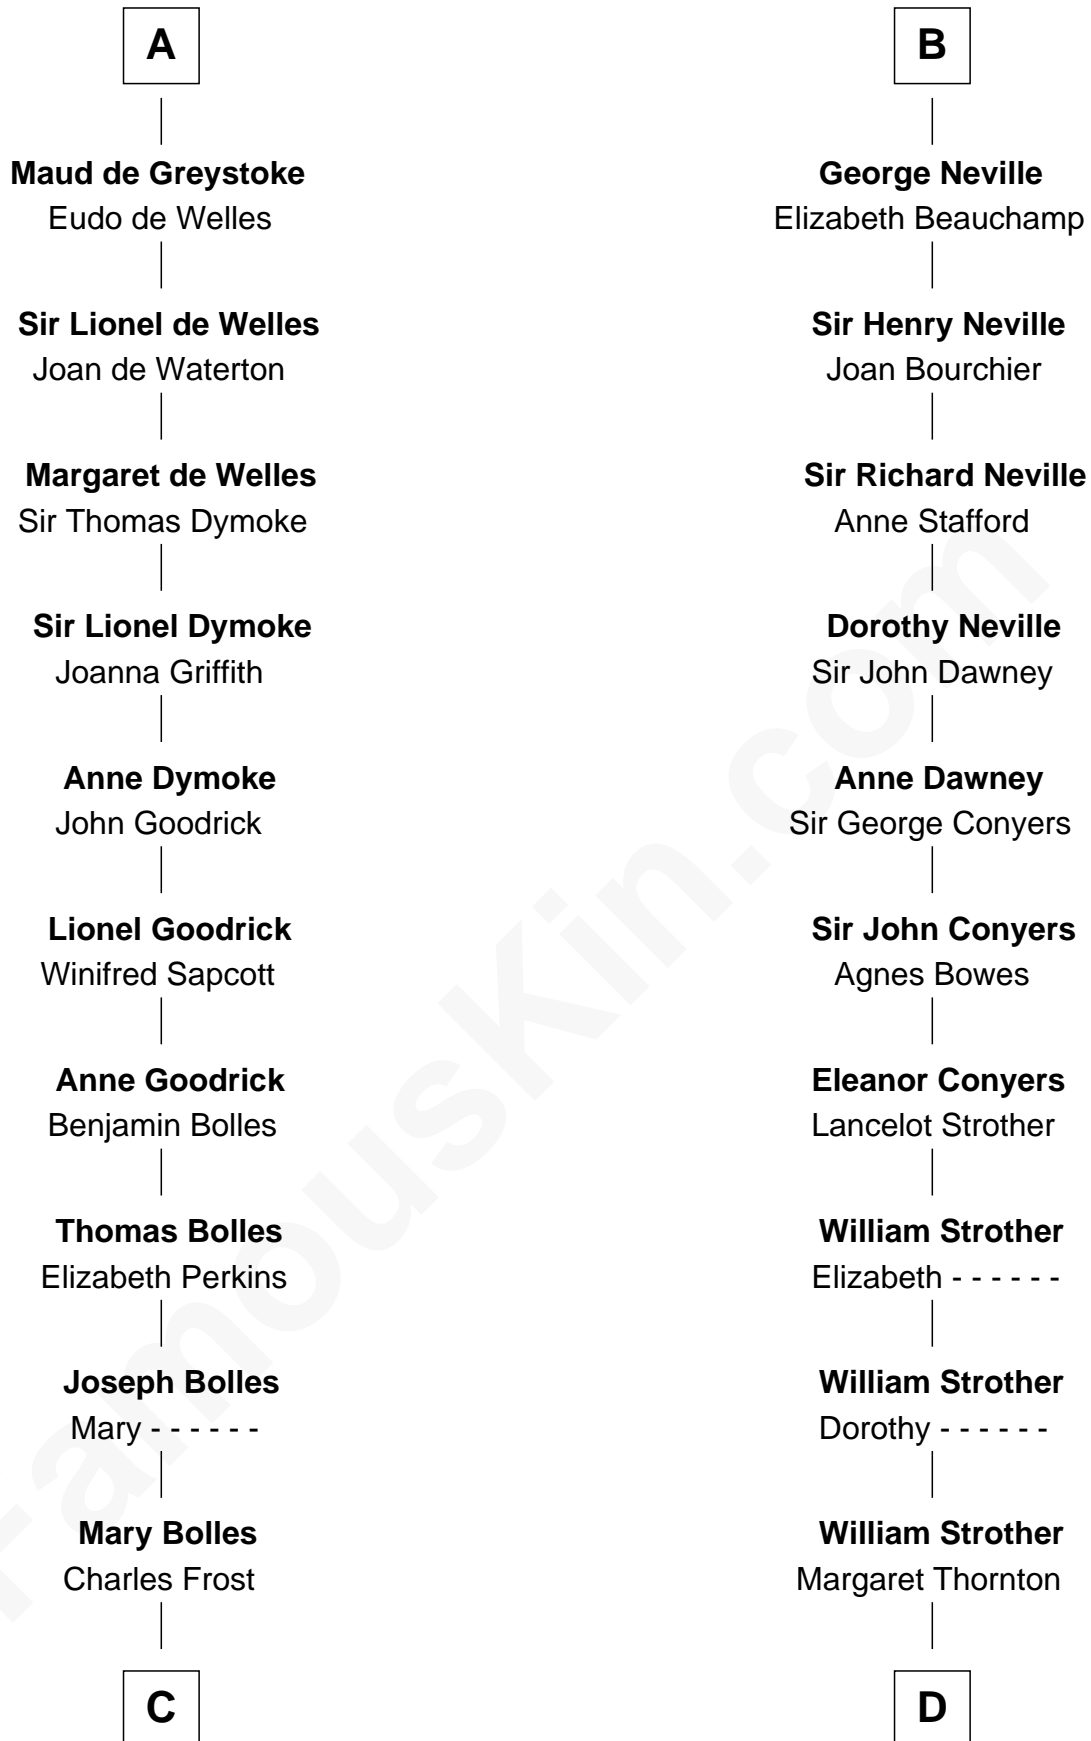 A
Maud de Greystoke
Eudo de Welles
Sir Lionel de Welles
Joan de Waterton
Margaret de Welles
Sir Thomas Dymoke
Sir Lionel Dymoke
Joanna Griffith
Anne Dymoke
John Goodrick
Lionel Goodrick
Winifred Sapcott
Anne Goodrick
Benjamin Bolles
Thomas Bolles
Elizabeth Perkins
Joseph Bolles
Mary - - - - - -
Mary Bolles
Charles Frost
C
B
George Neville
Elizabeth Beauchamp
Sir Henry Neville
Joan Bourchier
Sir Richard Neville
Anne Stafford
Dorothy Neville
Sir John Dawney
Anne Dawney
Sir George Conyers
Sir John Conyers
Agnes Bowes
Eleanor Conyers
Lancelot Strother
William Strother
Elizabeth - - - - - -
William Strother
Dorothy - - - - - -
William Strother
Margaret Thornton
D
FamousKin.com